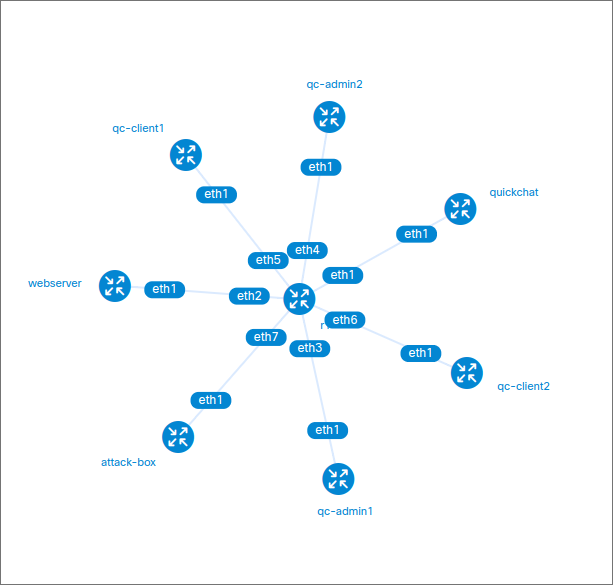 qc-admin2
qc-client1
eth1
quickchat
eth1
eth1
eth4
eth5
eth1
webserver
eth1
eth2
eth6
eth7
eth3
eth1
qc-client2
eth1
eth1
attack-box
qc-admin1